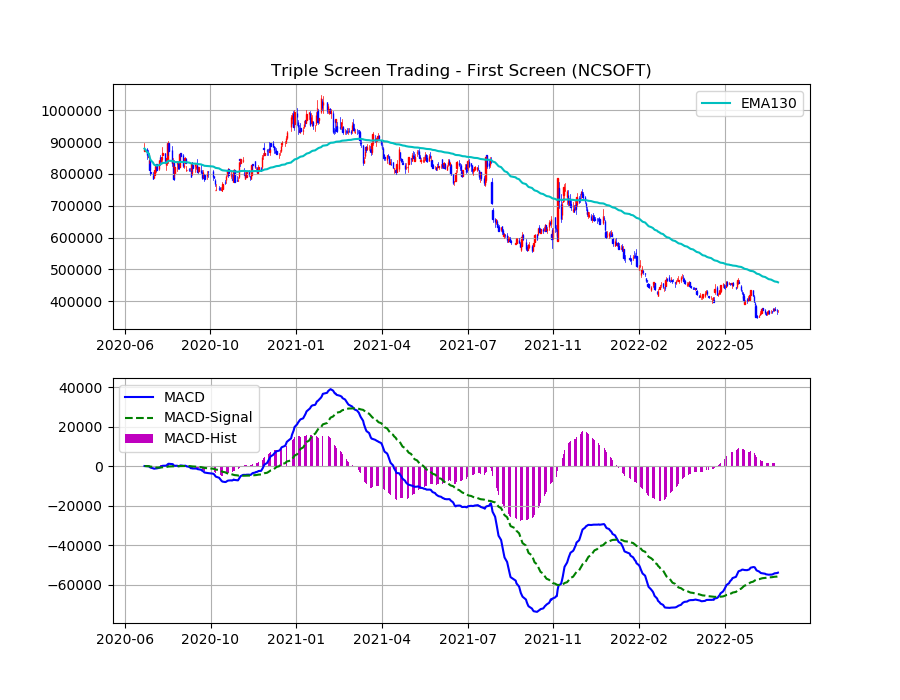 Triple Screen Trading - First Screen (NCSOFT)
EMA130
1000000
900000
800000
700000
600000
500000
400000
2020-06 2020-10 2021-01 2021-04 2021-07 2021-11 2022-02 2022-05
MACD
MACD-Signal
MACD-Hist
40000
20000
0
−20000
−40000
−60000
2020-06 2020-10 2021-01 2021-04 2021-07 2021-11 2022-02 2022-05